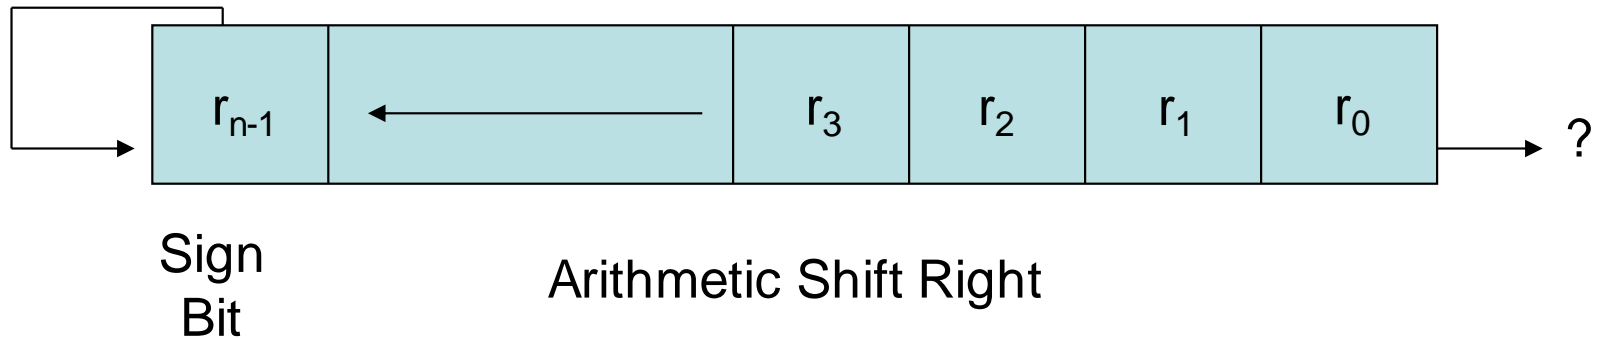 rₙ₋₁ r₃ r₂ r₁ r₀ ?
Sign
Bit
Arithmetic Shift Right